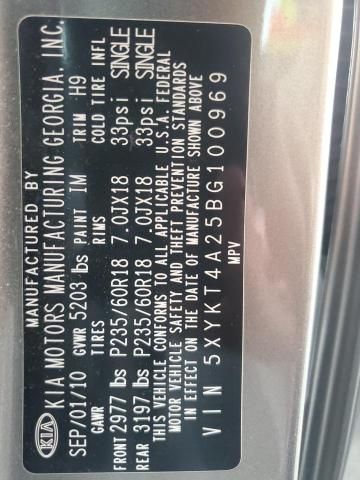 KIA
MANUFACTURED BY
KIA MOTORS MANUFACTURING GEORGIA, INC.
SEP/01/10 GVWR 5203 lbs PAINT IM TRIM H9
GAWR TIRES RIMS COLD TIRE INFL
FRONT 2977 lbs P235/60R18 7.0JX18 33psi SINGLE
REAR 3197 lbs P235/60R18 7.0JX18 33psi SINGLE
THIS VEHICLE CONFORMS TO ALL APPLICABLE U.S.A. FEDERAL
MOTOR VEHICLE SAFETY AND THEFT PREVENTION STANDARDS
IN EFFECT ON THE DATE OF MANUFACTURE SHOWN ABOVE
VIN 5XYKT4A25BG100969
MPV